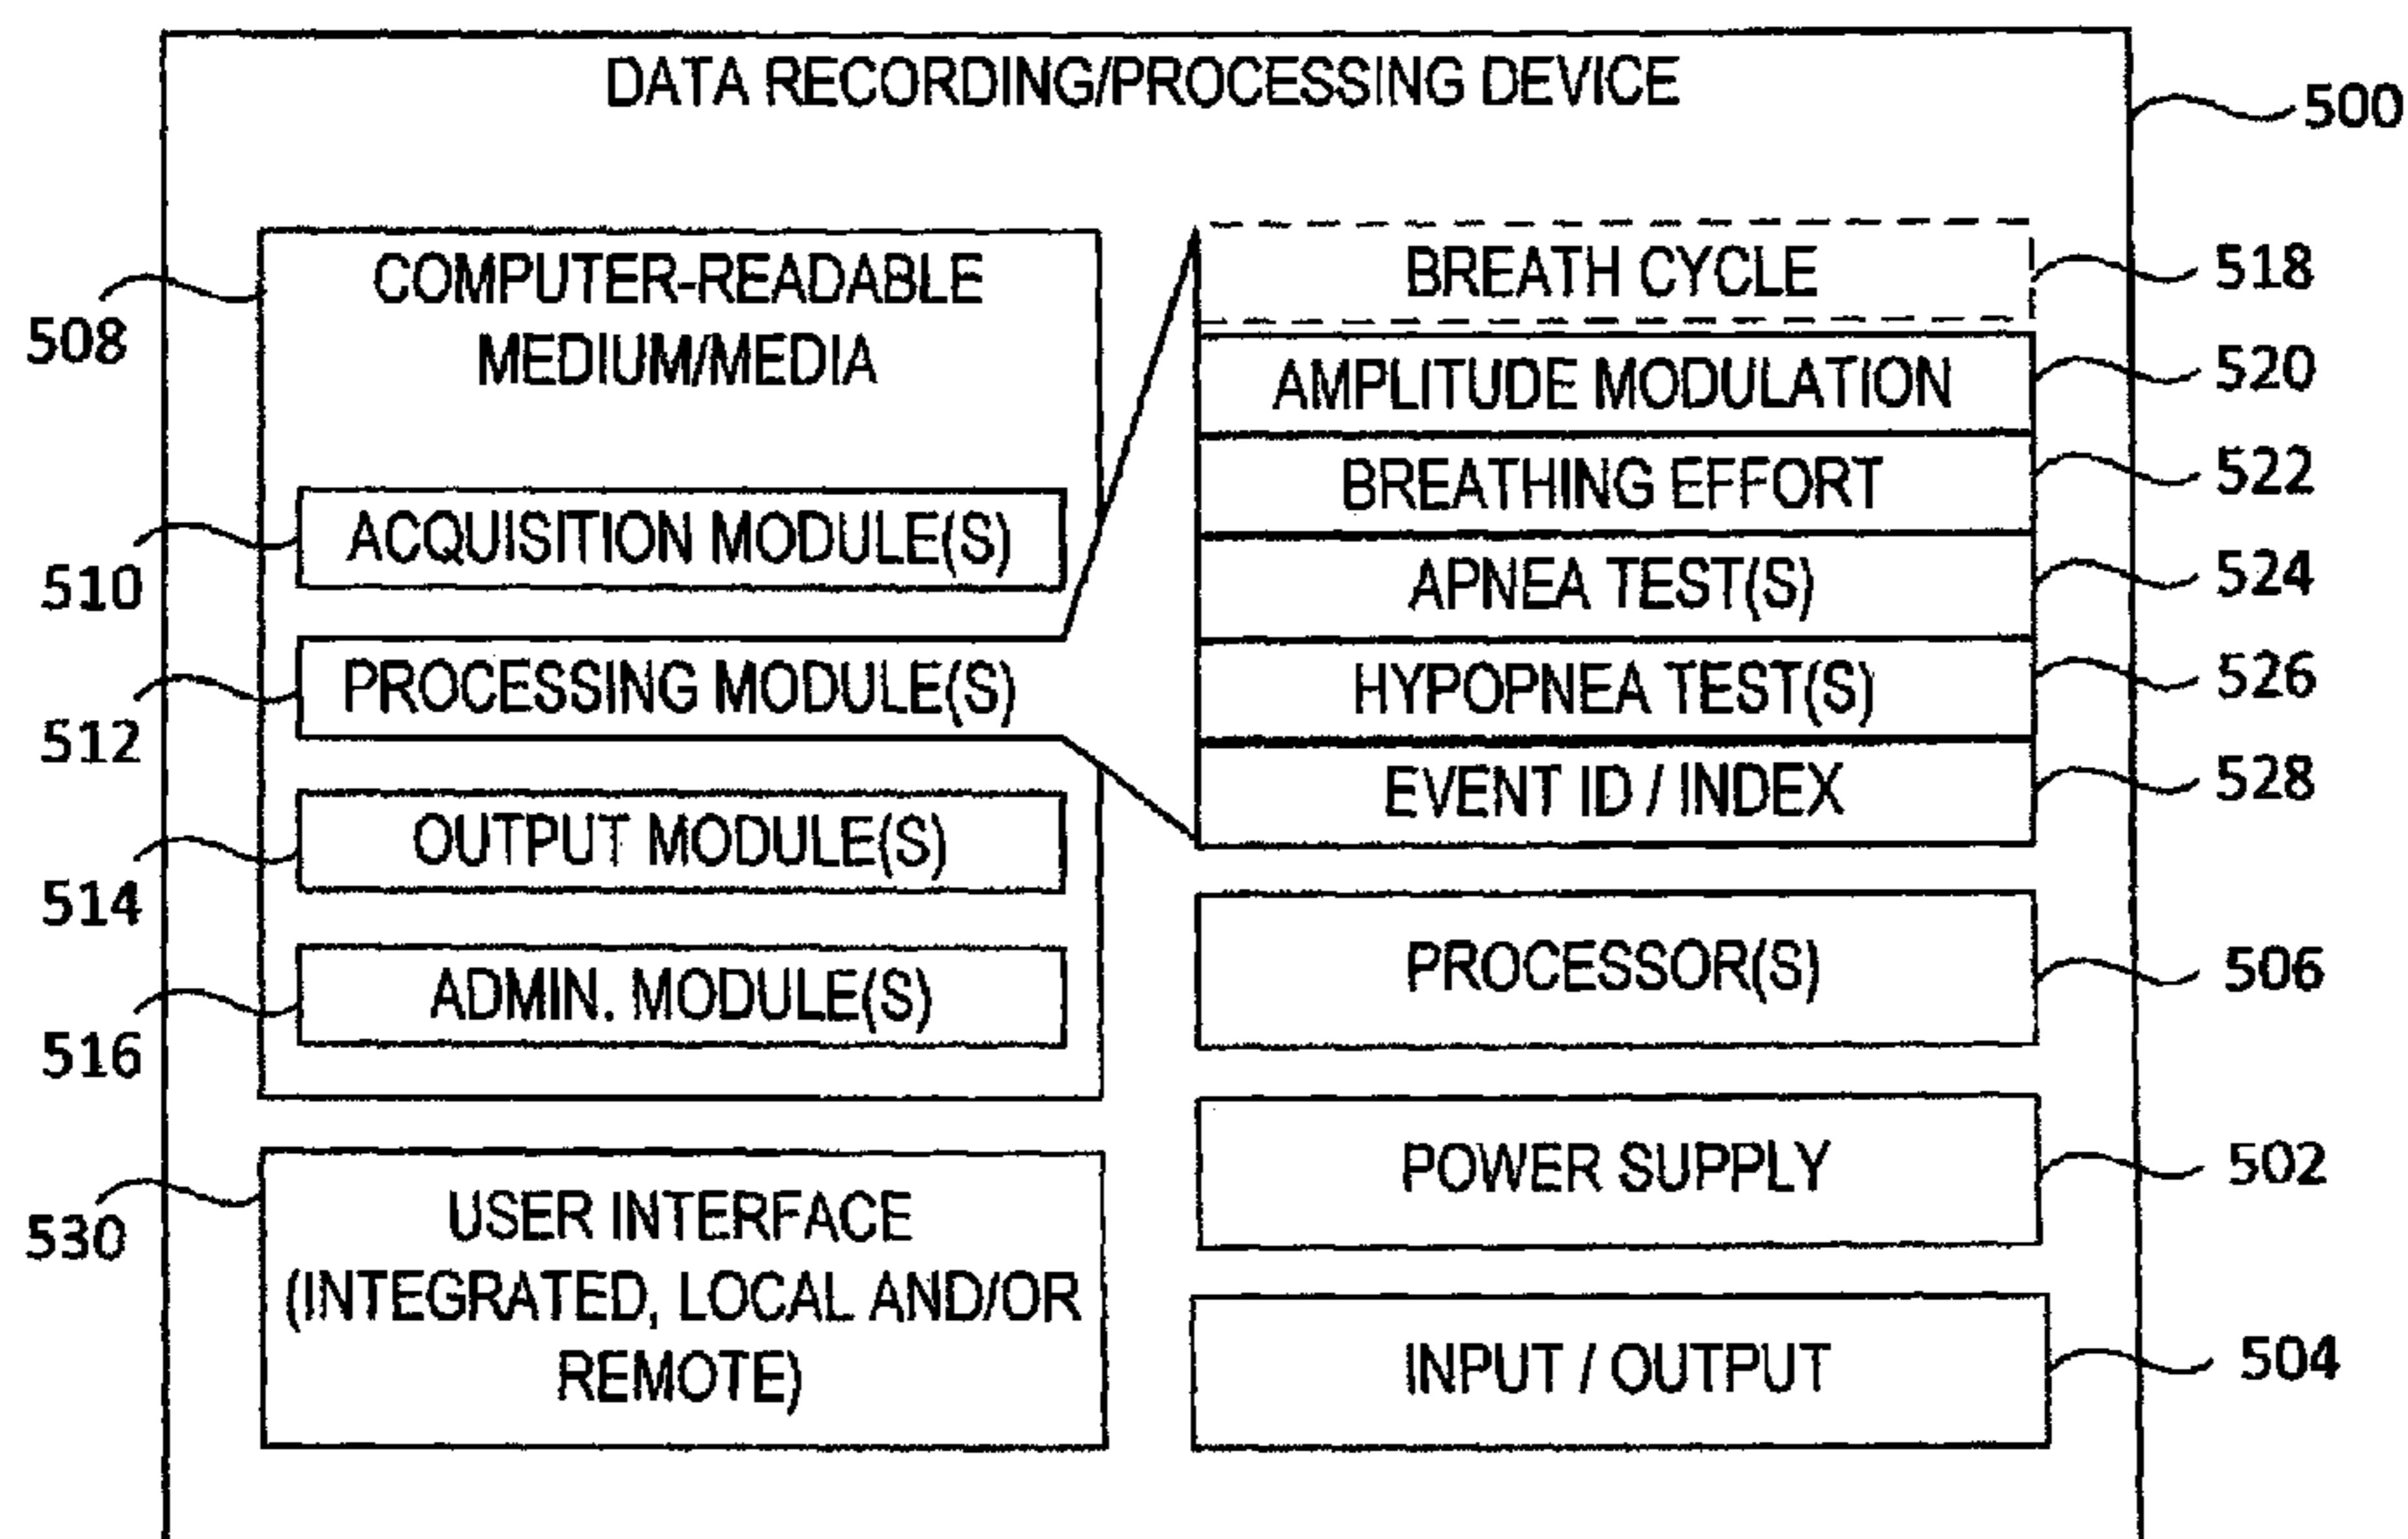 DATA RECORDING/PROCESSING DEVICE
500
COMPUTER-READABLE
MEDIUM/MEDIA
508
ACQUISITION MODULE(S)
510
PROCESSING MODULE(S)
512
OUTPUT MODULE(S)
514
ADMIN. MODULE(S)
516
BREATH CYCLE
518
AMPLITUDE MODULATION
520
BREATHING EFFORT
522
APNEA TEST(S)
524
HYPOPNEA TEST(S)
526
EVENT ID / INDEX
528
PROCESSOR(S)
506
POWER SUPPLY
502
USER INTERFACE
(INTEGRATED, LOCAL AND/OR
REMOTE)
530
INPUT / OUTPUT
504